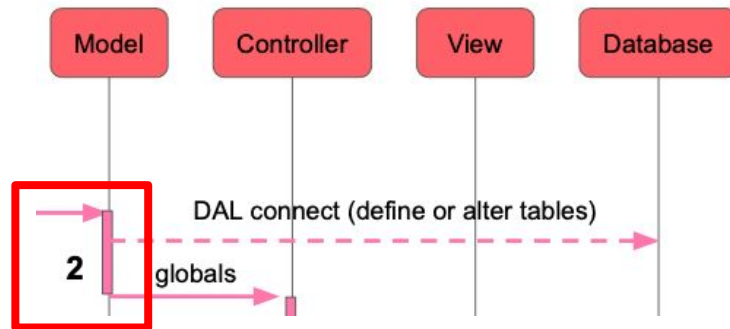 Model
Controller
View
Database
DAL connect (define or alter tables)
2
globals